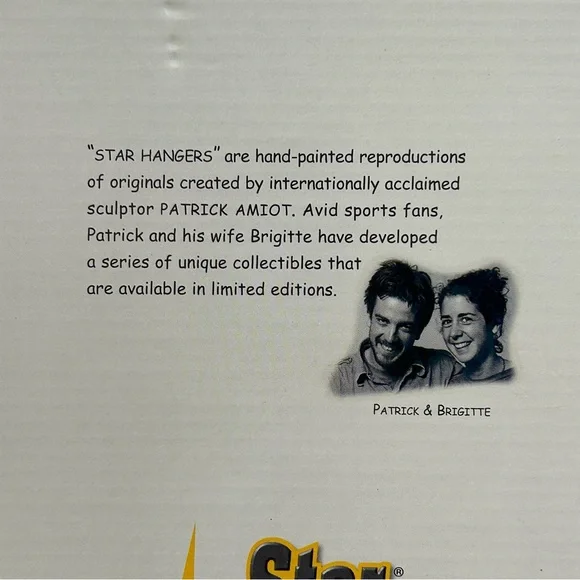 "STAR HANGERS" are hand-painted reproductions
of originals created by internationally acclaimed
sculptor PATRICK AMIOT. Avid sports fans,
Patrick and his wife Brigitte have developed
a series of unique collectibles that
are available in limited editions.
PATRICK & BRIGITTE
Star®